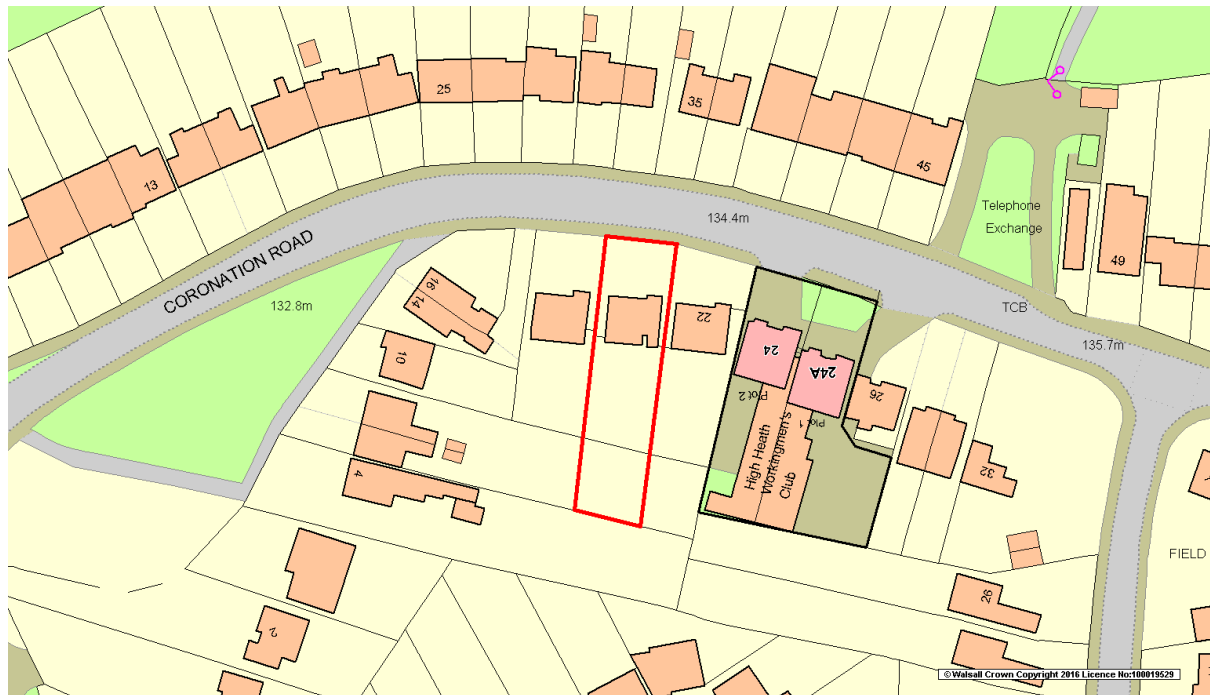 25
35
13
45
Telephone
Exchange
134.4m
CORONATION ROAD
49
16
14
132.8m
TCB
22
10
24
135.7m
24A
26
Plot 2
Plot 1
High Heath
Workingmen's
Club
4
32
FIELD
26
2
© Walsall Crown Copyright 2016 Licence No:100019529